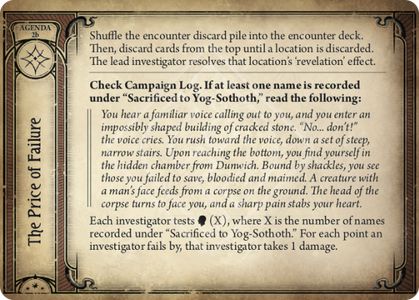 AGENDA
2b
The Price of Failure
Shuffle the encounter discard pile into the encounter deck.
Then, discard cards from the top until a location is discarded.
The lead investigator resolves that location's 'revelation' effect.
Check Campaign Log. If at least one name is recorded
under “Sacrificed to Yog-Sothoth,” read the following:
You hear a familiar voice calling out to you, and you enter an
impossibly shaped building of cracked stone. “No... don't!”
the voice cries. You rush toward the voice, down a set of steep,
narrow stairs. Upon reaching the bottom, you find yourself in
the hidden chamber from Dunwich. Bound by shackles, you see
those you failed to save, bloodied and maimed. A creature with
a man's face feeds from a corpse on the ground. The head of the
corpse turns to face you, and a sharp pain stabs your heart.
Each investigator tests (X), where X is the number of names
recorded under “Sacrificed to Yog-Sothoth.” For each point an
investigator fails by, that investigator takes 1 damage.